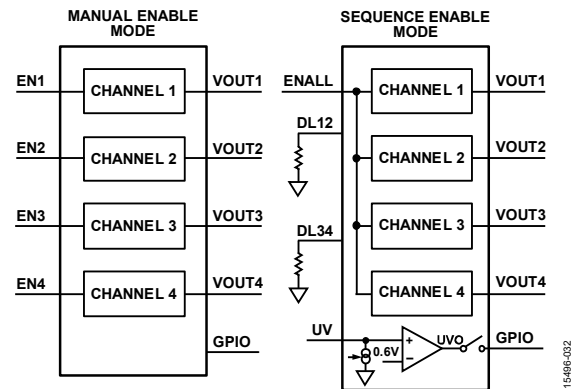 MANUAL ENABLE
MODE
EN1
CHANNEL 1
VOUT1
EN2
CHANNEL 2
VOUT2
EN3
CHANNEL 3
VOUT3
EN4
CHANNEL 4
VOUT4
GPIO
SEQUENCE ENABLE
MODE
ENALL
CHANNEL 1
VOUT1
DL12
CHANNEL 2
VOUT2
DL34
CHANNEL 3
VOUT3
CHANNEL 4
VOUT4
UV
0.6V
+
−
UVO
GPIO
15496-032